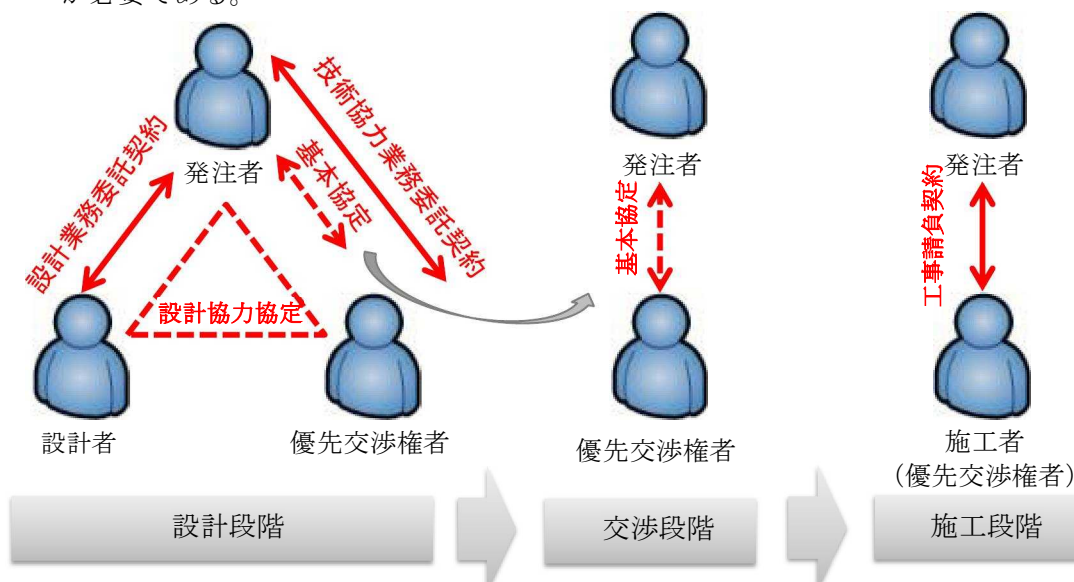 が必要である。
技術協力業務委託契約
設計業務委託契約
発注者
基本協定
設計協力協定
設計者
優先交渉権者
発注者
基本協定
優先交渉権者
発注者
工事請負契約
施工者
(優先交渉権者)
設計段階
交渉段階
施工段階